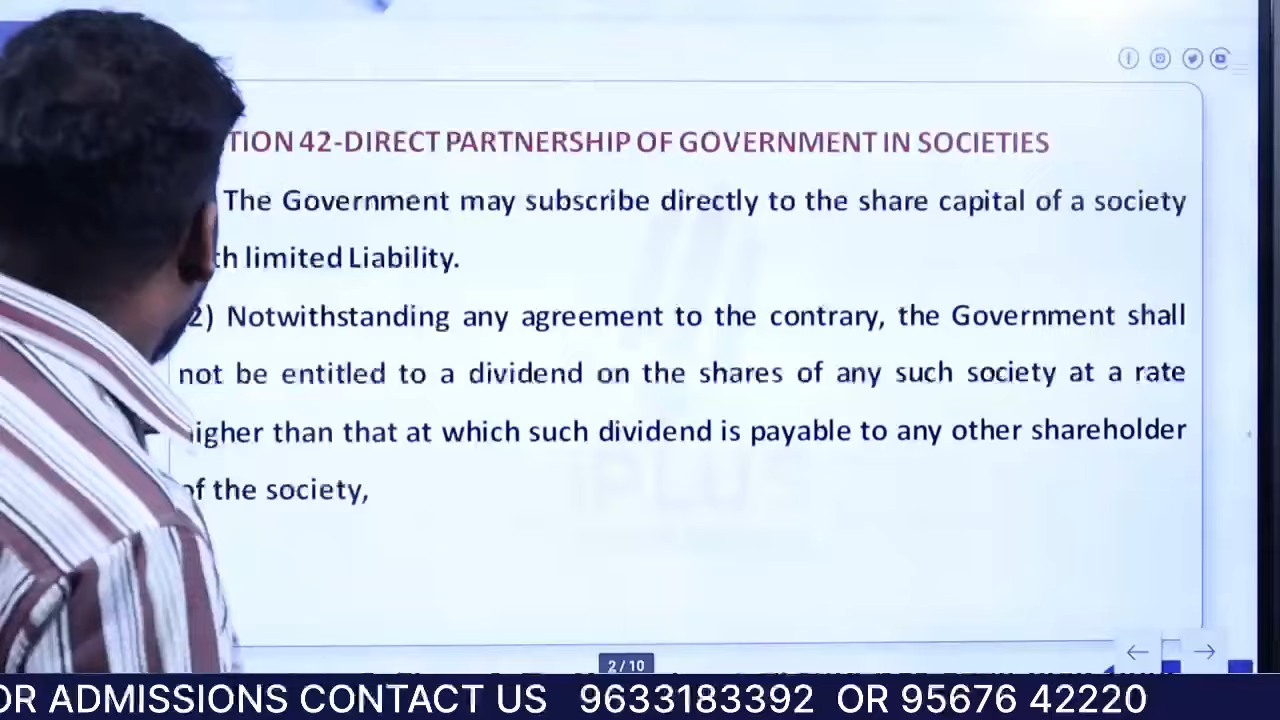 TION 42-DIRECT PARTNERSHIP OF GOVERNMENT IN SOCIETIES
The Government may subscribe directly to the share capital of a society
th limited Liability.
2) Notwithstanding any agreement to the contrary, the Government shall
not be entitled to a dividend on the shares of any such society at a rate
igher than that at which such dividend is payable to any other shareholder
of the society,
iPLUS
2 / 10
OR ADMISSIONS CONTACT US 9633183392 OR 95676 42220